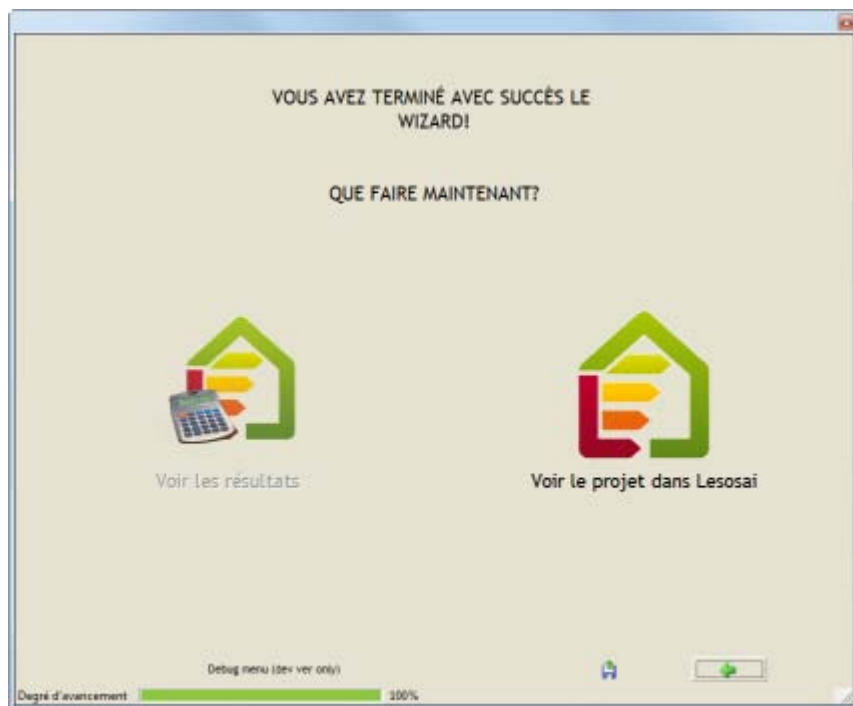 VOUS AVEZ TERMINÉ AVEC SUCCÈS LE
WIZARD!
QUE FAIRE MAINTENANT?
Voir les résultats
Voir le projet dans Lesosai
Debug menu (dev ver only)
Degré d'avancement
100%